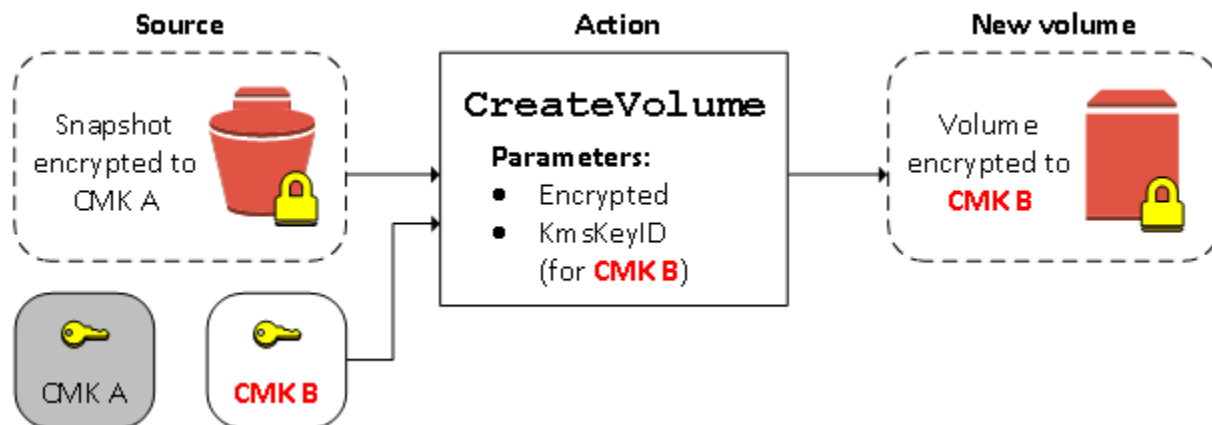 Source
Action
New volume
Snapshot
encrypted to
CMK A
CreateVolume
Parameters:
● Encrypted
● KmsKeyID
(for CMK B)
Volume
encrypted to
CMK B
CMK A
CMK B